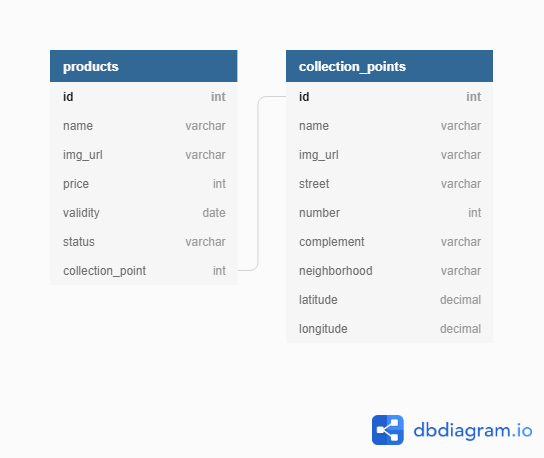 products
id int
name varchar
img_url varchar
price int
validity date
status varchar
collection_point int
collection_points
id int
name varchar
img_url varchar
street varchar
number int
complement varchar
neighborhood varchar
latitude decimal
longitude decimal
dbdiagram.io